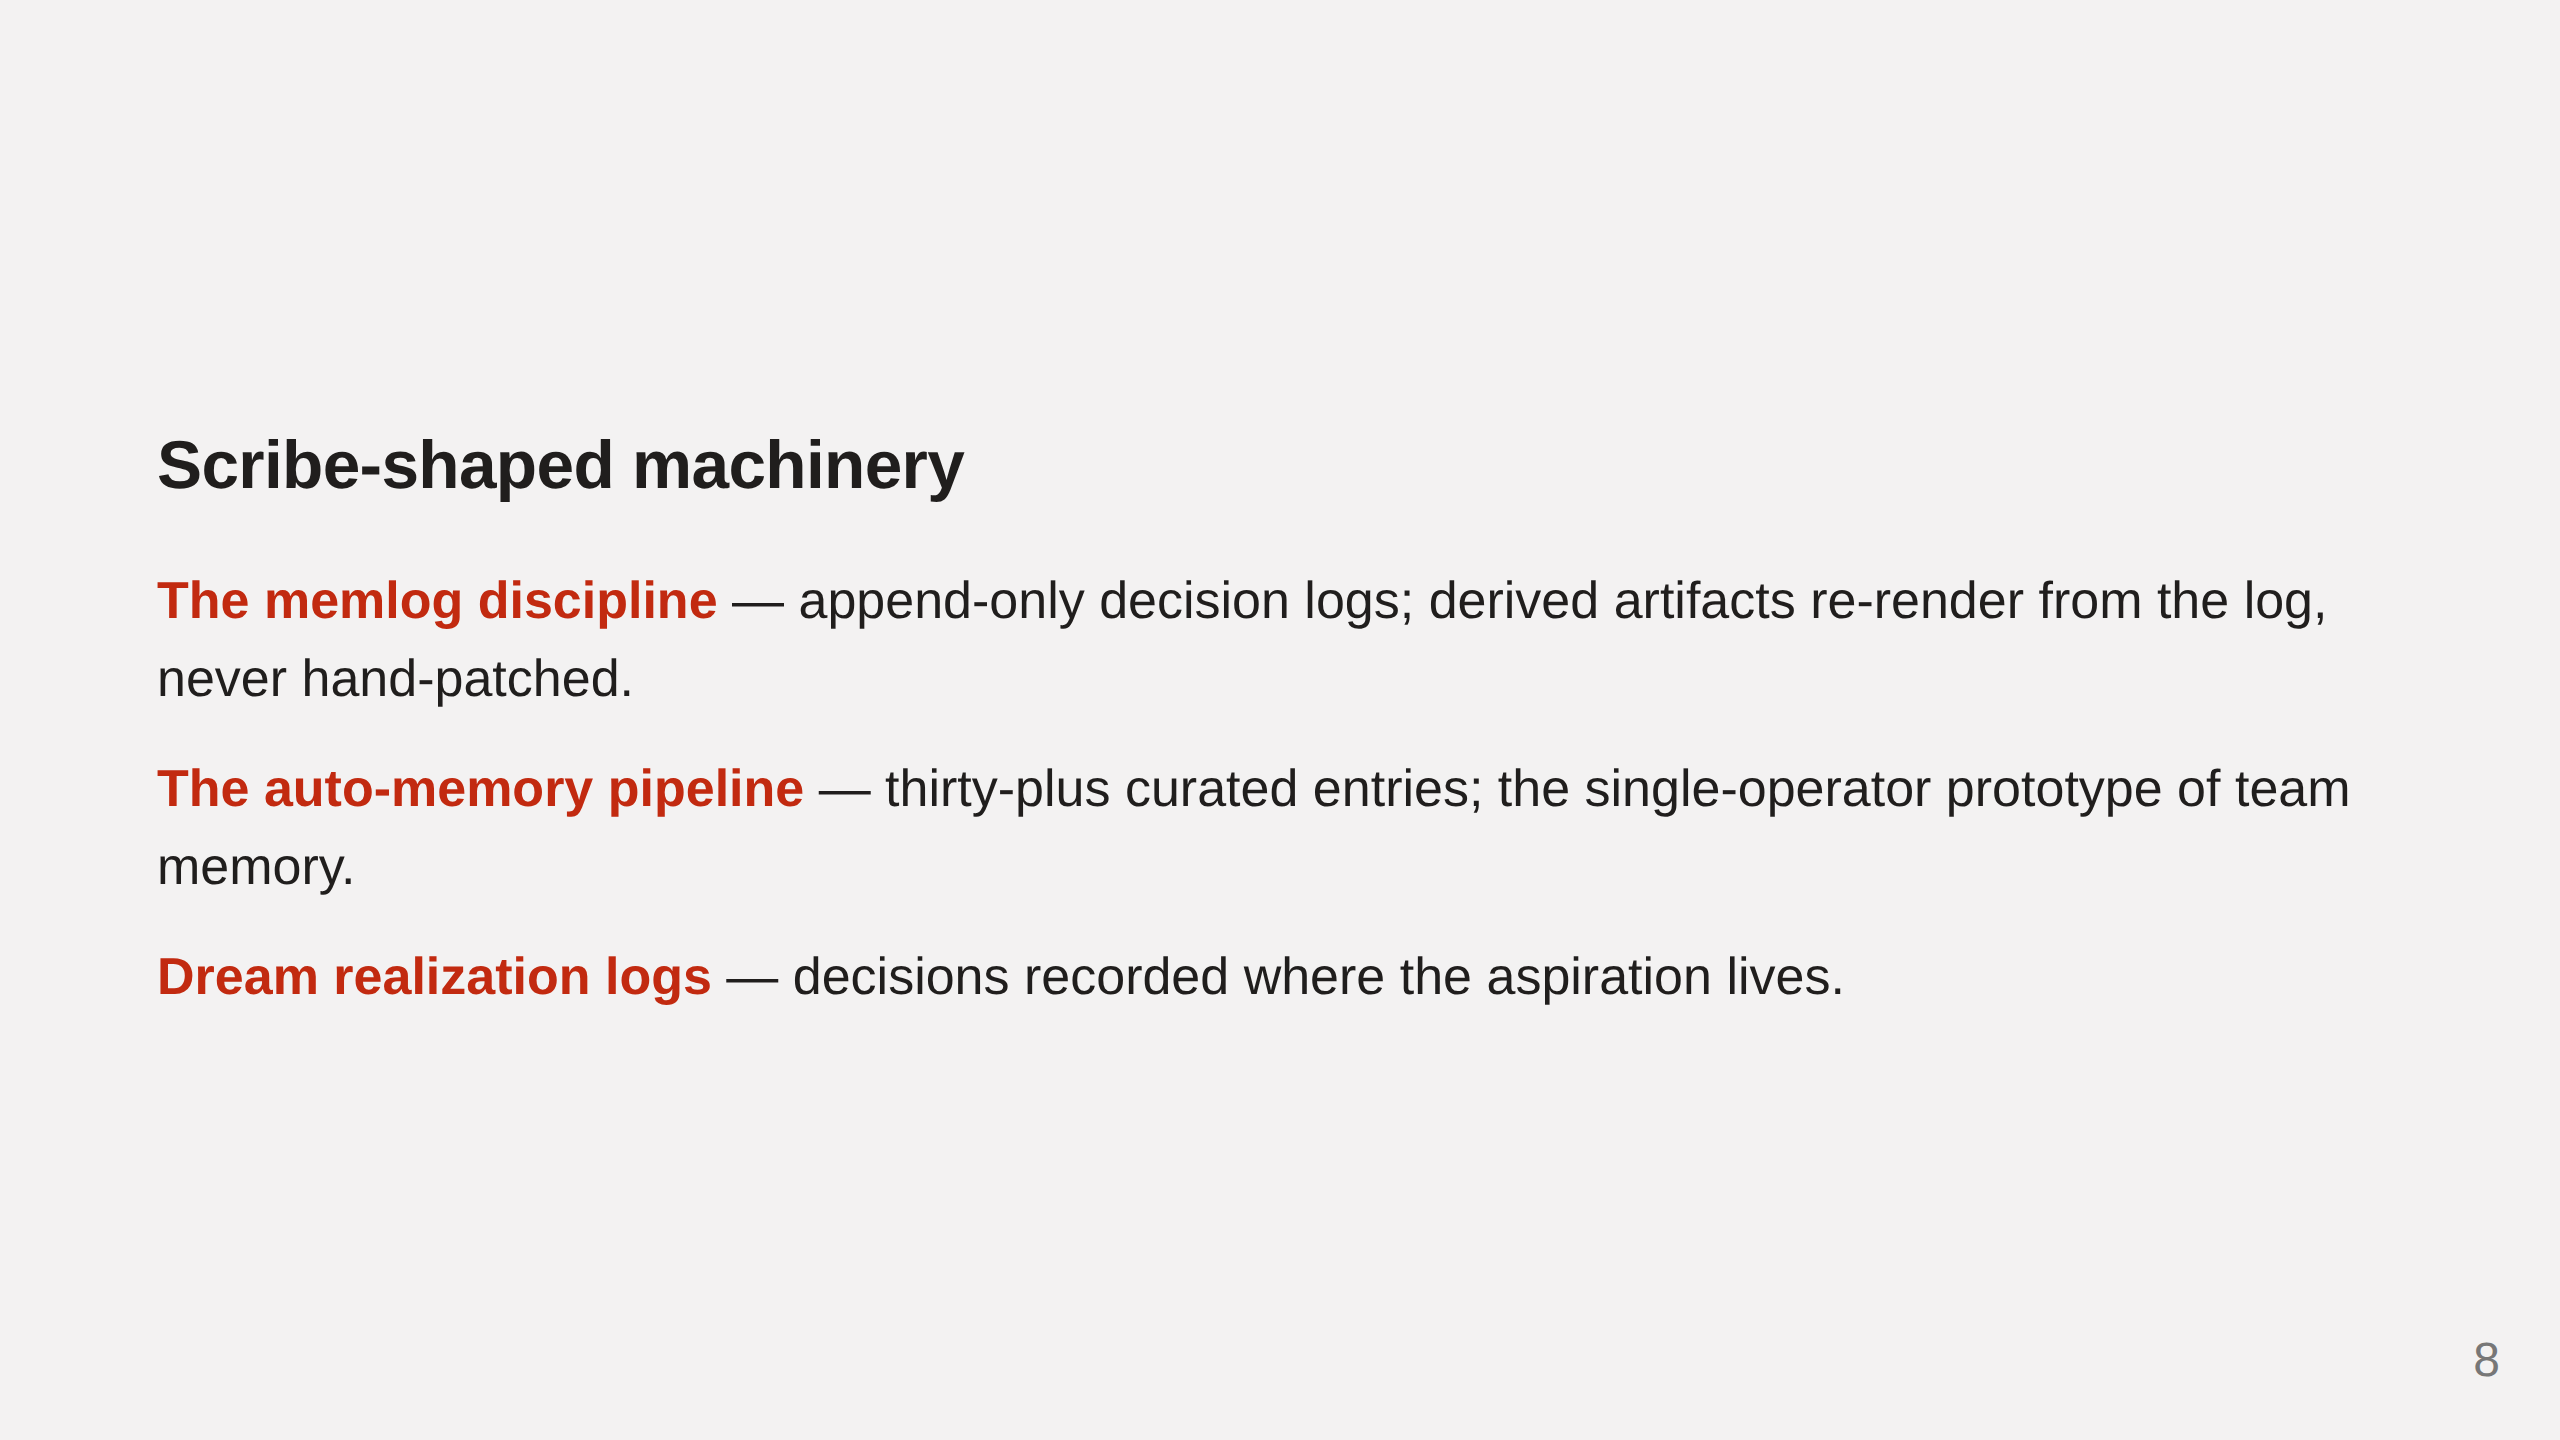 Scribe-shaped machinery
The memlog discipline — append-only decision logs; derived artifacts re-render from the log,
never hand-patched.
The auto-memory pipeline — thirty-plus curated entries; the single-operator prototype of team
memory.
Dream realization logs — decisions recorded where the aspiration lives.
8